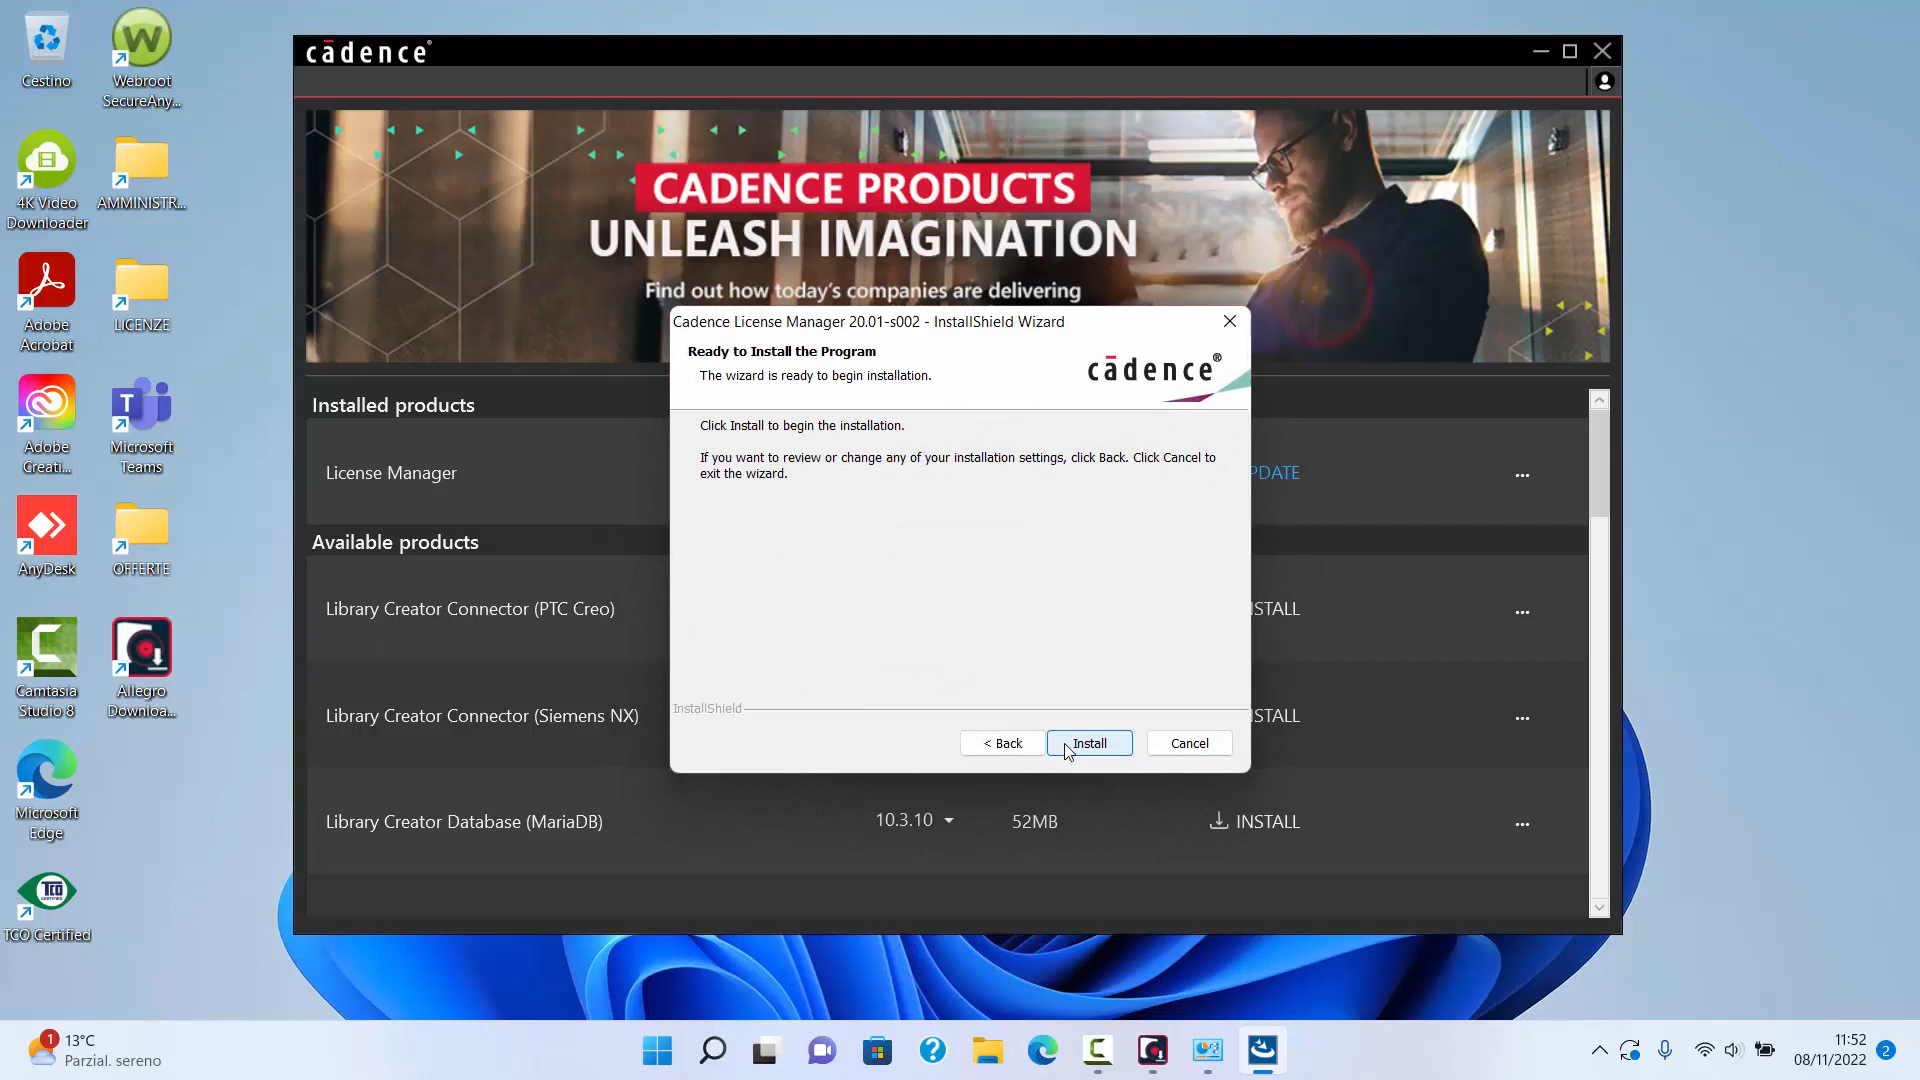 Cestino
Webroot
SecureAny...
4K Video
Downloader
AMMINISTR...
Adobe
Acrobat
LICENZE
Adobe
Creati...
Microsoft
Teams
AnyDesk
OFFERTE
Camtasia
Studio 8
Allegro
Downloa...
Microsoft
Edge
TCO Certified
cādence®
CADENCE PRODUCTS
UNLEASH IMAGINATION
Find out how today's companies are delivering
Installed products
License Manager
PDATE
...
Available products
Library Creator Connector (PTC Creo)
STALL
...
Library Creator Connector (Siemens NX)
STALL
...
Library Creator Database (MariaDB)
10.3.10
52MB
INSTALL
...
Cadence License Manager 20.01-s002 - InstallShield Wizard
Ready to Install the Program
The wizard is ready to begin installation.
cādence®
Click Install to begin the installation.
If you want to review or change any of your installation settings, click Back. Click Cancel to
exit the wizard.
InstallShield
< Back
Install
Cancel
1
13°C
Parzial. sereno
11:52
08/11/2022
2